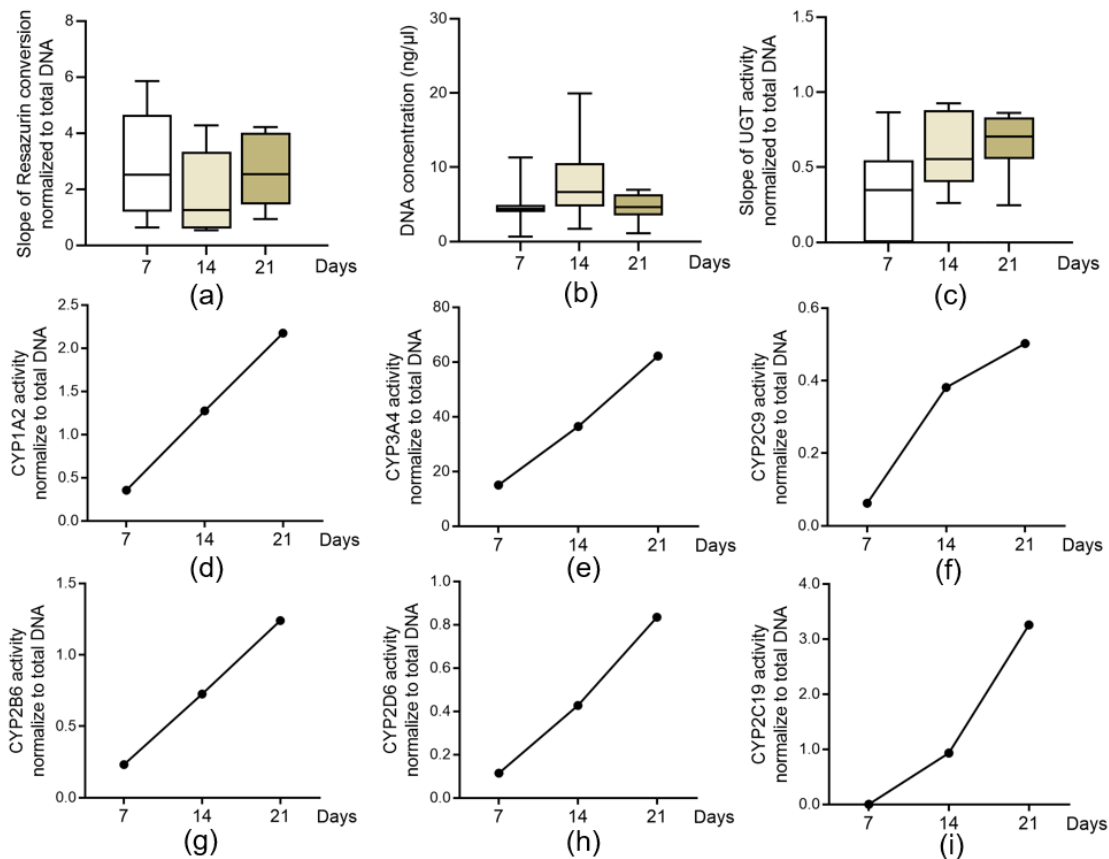 Slope of Resazurin conversion
normalized to total DNA
8
6
4
2
0
7 14 21 Days
(a)
DNA concentration (ng/µl)
30
20
10
0
7 14 21 Days
(b)
Slope of UGT activity
normalized to total DNA
1.5
1.0
0.5
0.0
7 14 21 Days
(c)
CYP1A2 activity
normalize to total DNA
2.5
2.0
1.5
1.0
0.5
0.0
7 14 21 Days
(d)
CYP3A4 activity
normalize to total DNA
80
60
40
20
0
7 14 21 Days
(e)
CYP2C9 activity
normalize to total DNA
0.6
0.4
0.2
0.0
7 14 21 Days
(f)
CYP2B6 activity
normalize to total DNA
1.5
1.0
0.5
0.0
7 14 21 Days
(g)
CYP2D6 activity
normalize to total DNA
1.0
0.8
0.6
0.4
0.2
0.0
7 14 21 Days
(h)
CYP2C19 activity
normalize to total DNA
4.0
3.0
2.0
1.0
0.0
7 14 21 Days
(i)